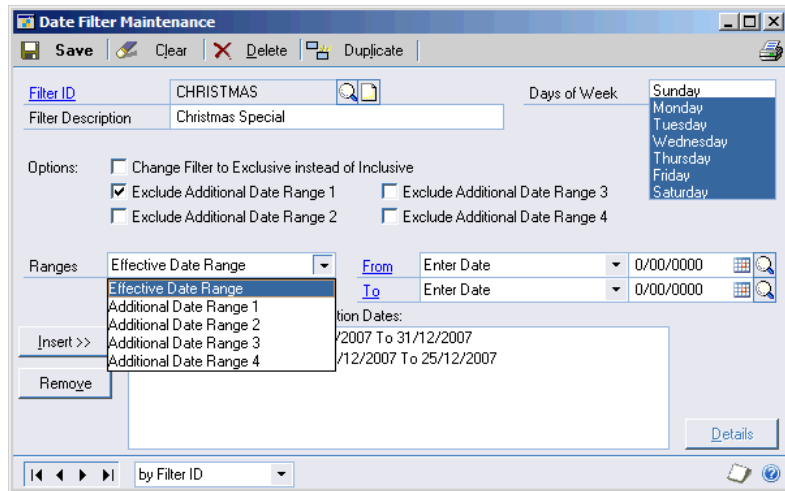 Date Filter Maintenance
Save Clear Delete Duplicate
Filter ID CHRISTMAS Days of Week Sunday
Monday
Filter Description Christmas Special
Tuesday
Wednesday
Thursday
Friday
Saturday
Options: Change Filter to Exclusive instead of Inclusive
Exclude Additional Date Range 1 Exclude Additional Date Range 3
Exclude Additional Date Range 2 Exclude Additional Date Range 4
Ranges Effective Date Range From Enter Date 0/00/0000
Effective Date Range To Enter Date 0/00/0000
Additional Date Range 1
Additional Date Range 2 tion Dates:
Additional Date Range 3 /2007 To 31/12/2007
Additional Date Range 4 /12/2007 To 25/12/2007
Insert >>
Remove
Details
by Filter ID